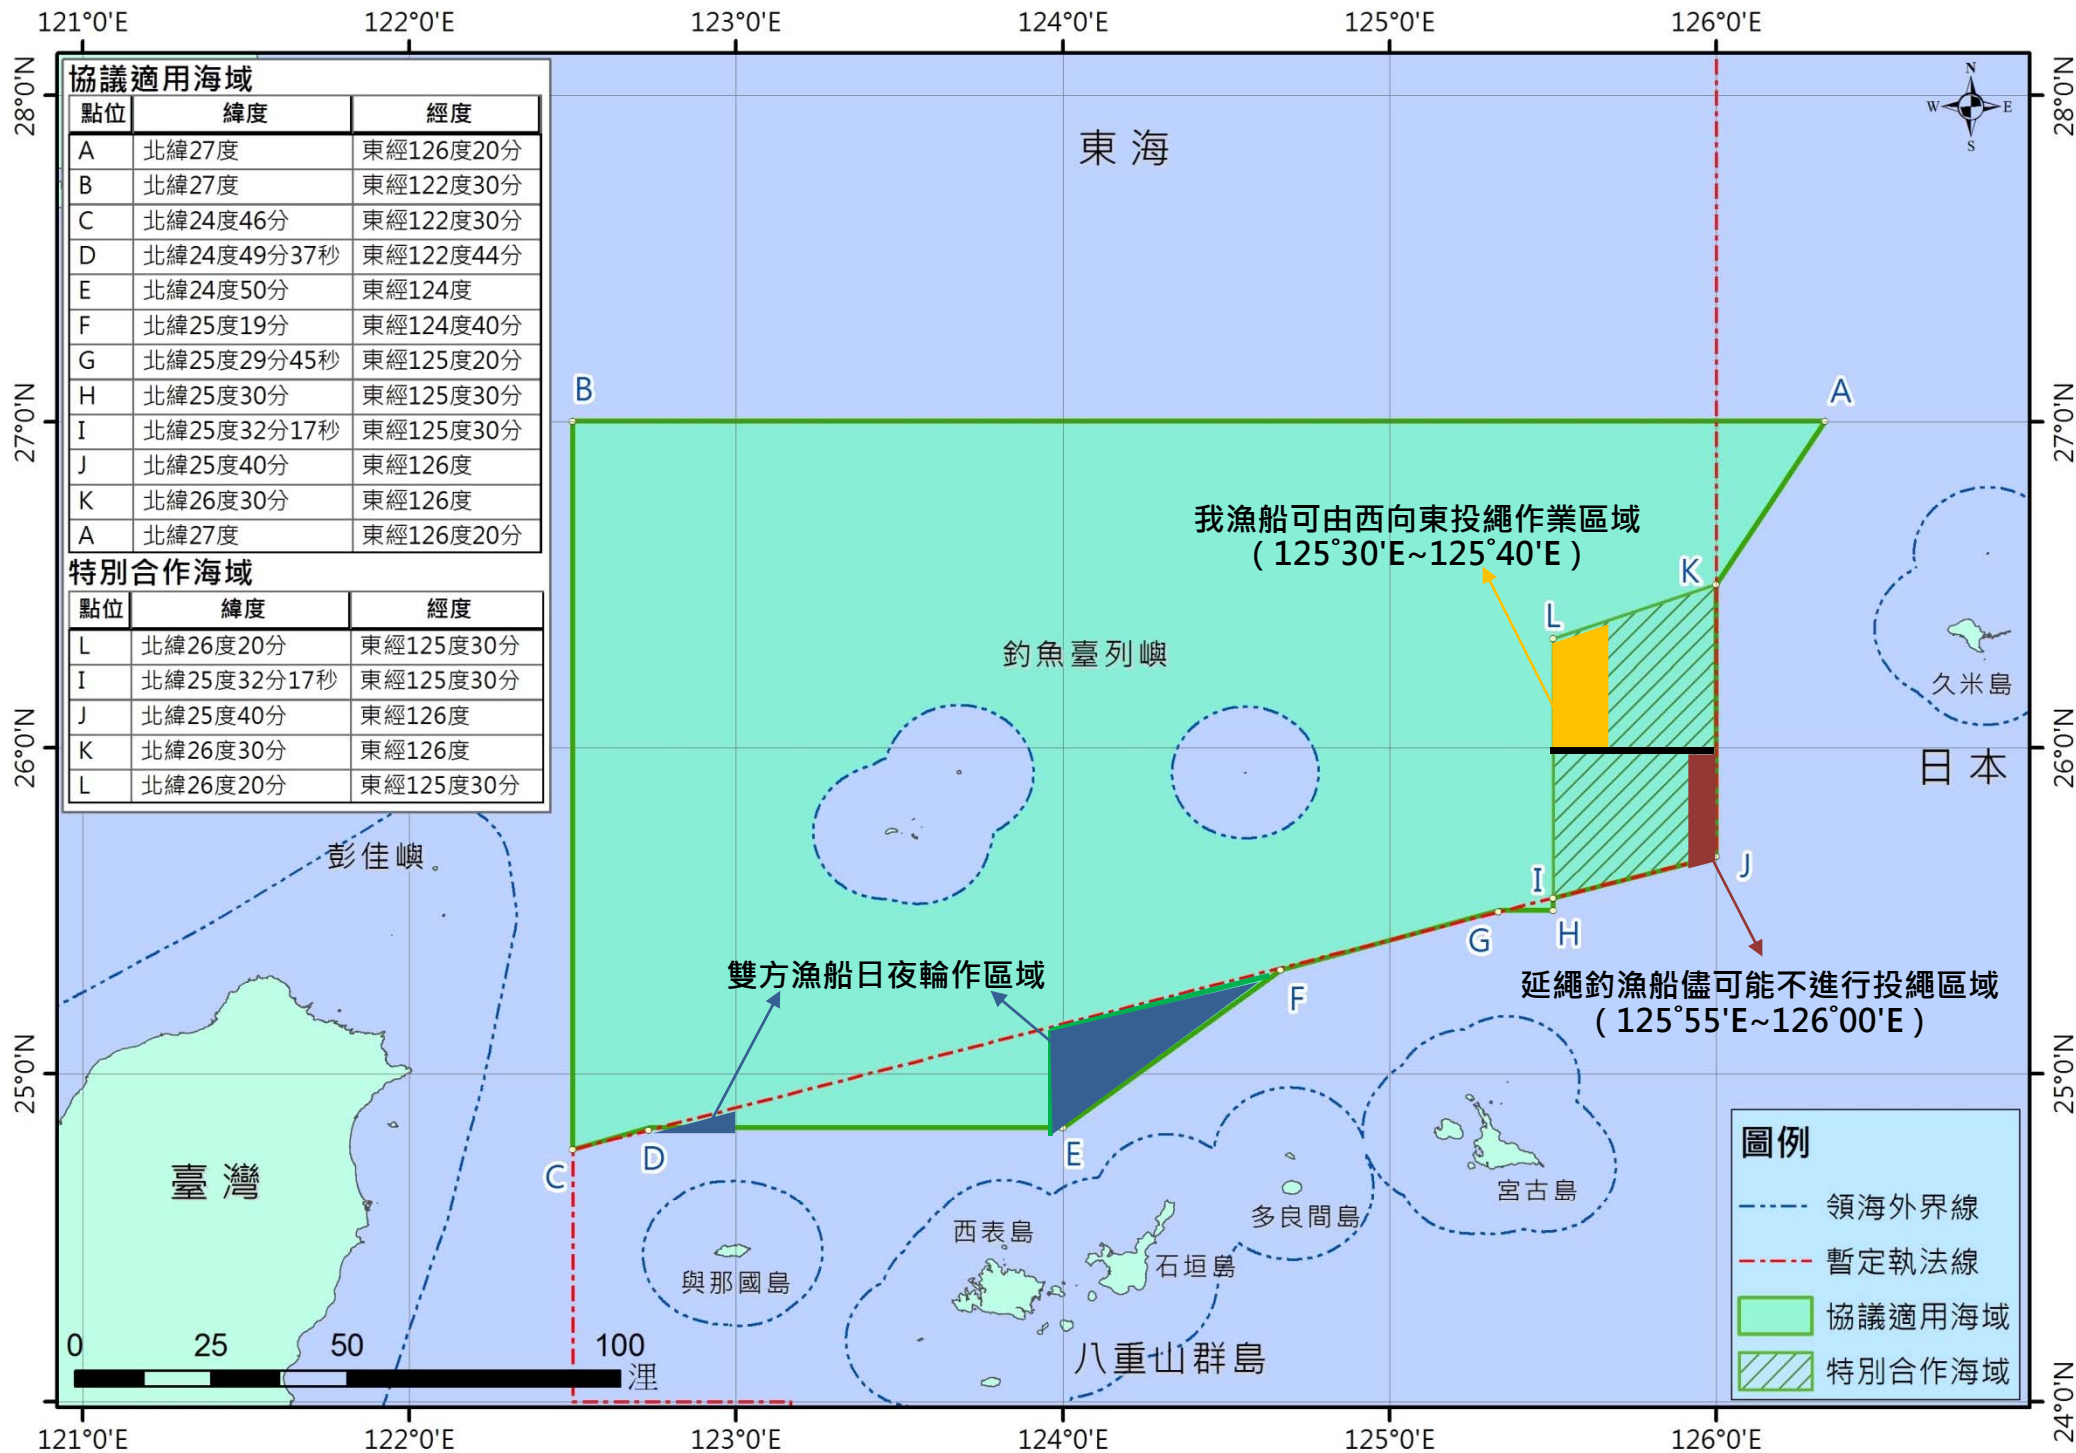 121°0'E 122°0'E 123°0'E 124°0'E 125°0'E 126°0'E
28°0'N 28°0'N
27°0'N 27°0'N
26°0'N 26°0'N
25°0'N 25°0'N
24°0'N
協議適用海域
點位 緯度 經度
A 北緯27度 東經126度20分
B 北緯27度 東經122度30分
C 北緯24度46分 東經122度30分
D 北緯24度49分37秒 東經122度44分
E 北緯24度50分 東經124度
F 北緯25度19分 東經124度40分
G 北緯25度29分45秒 東經125度20分
H 北緯25度30分 東經125度30分
I 北緯25度32分17秒 東經125度30分
J 北緯25度40分 東經126度
K 北緯26度30分 東經126度
A 北緯27度 東經126度20分
特別合作海域
點位 緯度 經度
L 北緯26度20分 東經125度30分
I 北緯25度32分17秒 東經125度30分
J 北緯25度40分 東經126度
K 北緯26度30分 東經126度
L 北緯26度20分 東經125度30分
N
W E
S
東海
B
A
我漁船可由西向東投繩作業區域
（125°30'E~125°40'E）
K
L
釣魚臺列嶼
久米島
日本
彭佳嶼
I
J
G
H
雙方漁船日夜輪作區域
F
延繩釣漁船儘可能不進行投繩區域
（125°55'E~126°00'E）
C
D
E
臺灣
與那國島
西表島
石垣島
多良間島
宮古島
八重山群島
0 25 50 100
浬
圖例
領海外界線
暫定執法線
協議適用海域
特別合作海域
121°0'E 122°0'E 123°0'E 124°0'E 125°0'E 126°0'E